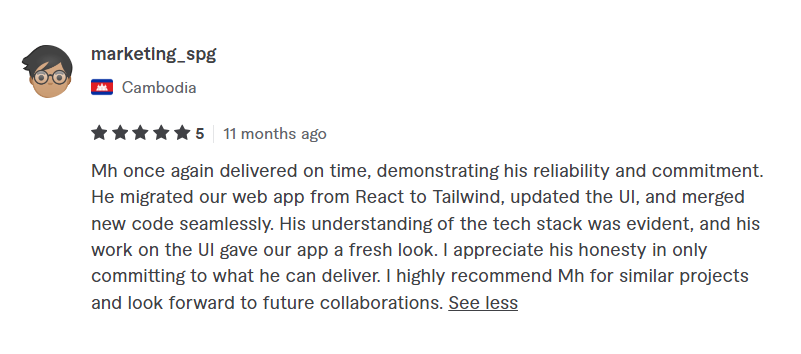 marketing_spg
Cambodia
5 11 months ago
Mh once again delivered on time, demonstrating his reliability and commitment.
He migrated our web app from React to Tailwind, updated the UI, and merged
new code seamlessly. His understanding of the tech stack was evident, and his
work on the UI gave our app a fresh look. I appreciate his honesty in only
committing to what he can deliver. I highly recommend Mh for similar projects
and look forward to future collaborations. See less